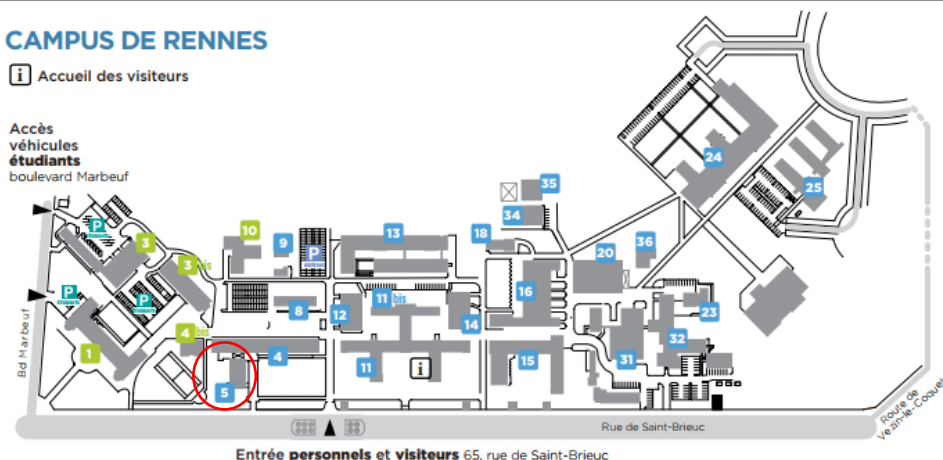 CAMPUS DE RENNES
i Accueil des visiteurs
Accès
véhicules
étudiants
boulevard Marbeuf
24
35
25
34
P
10
13
18
3
9
P
36
20
3bis
16
P
P
11bis
23
8
12
14
4bis
32
1
4
11
i
15
31
5
Bd Marbeuf
Route de
Vezin-le-Coquet
Rue de Saint-Brieuc
Entrée personnels et visiteurs 65, rue de Saint-Brieuc